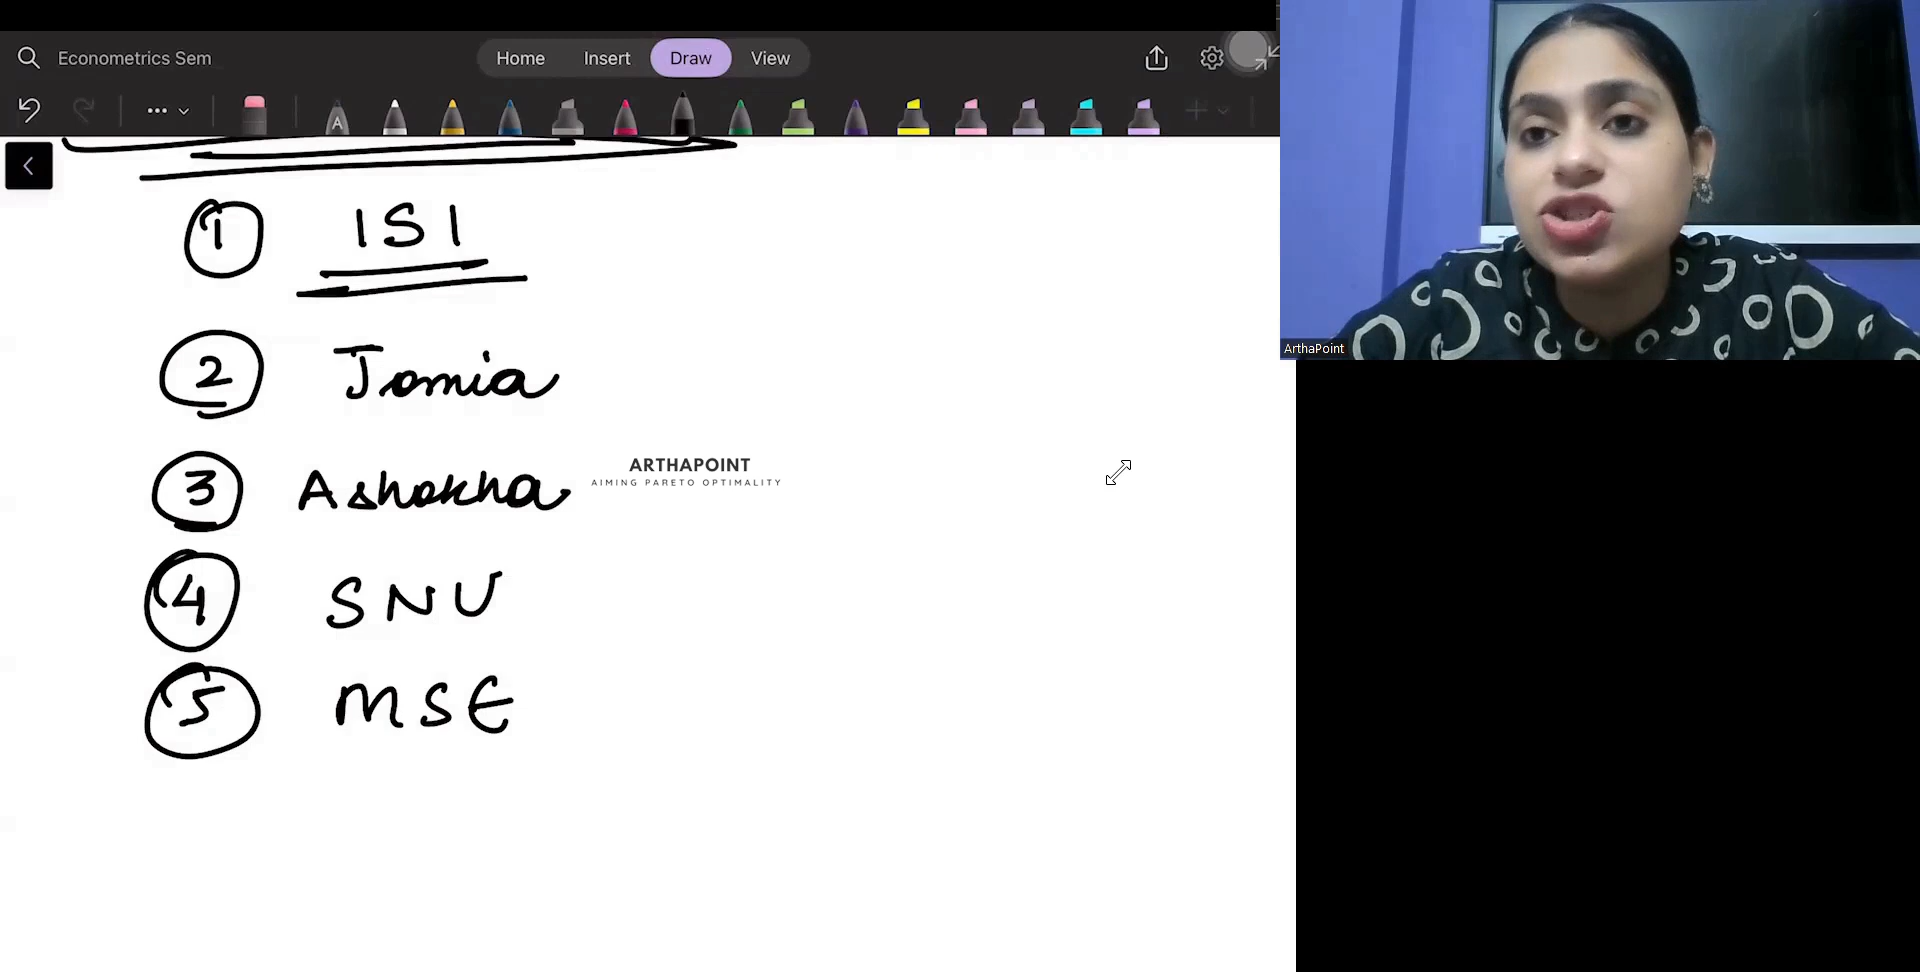 Econometrics Sem
Home Insert Draw View
A
1 ISI
2 Jamia
3 Ashokha
4 SNU
5 MSE
ARTHAPOINT
AIMING PARETO OPTIMALITY
ArthaPoint